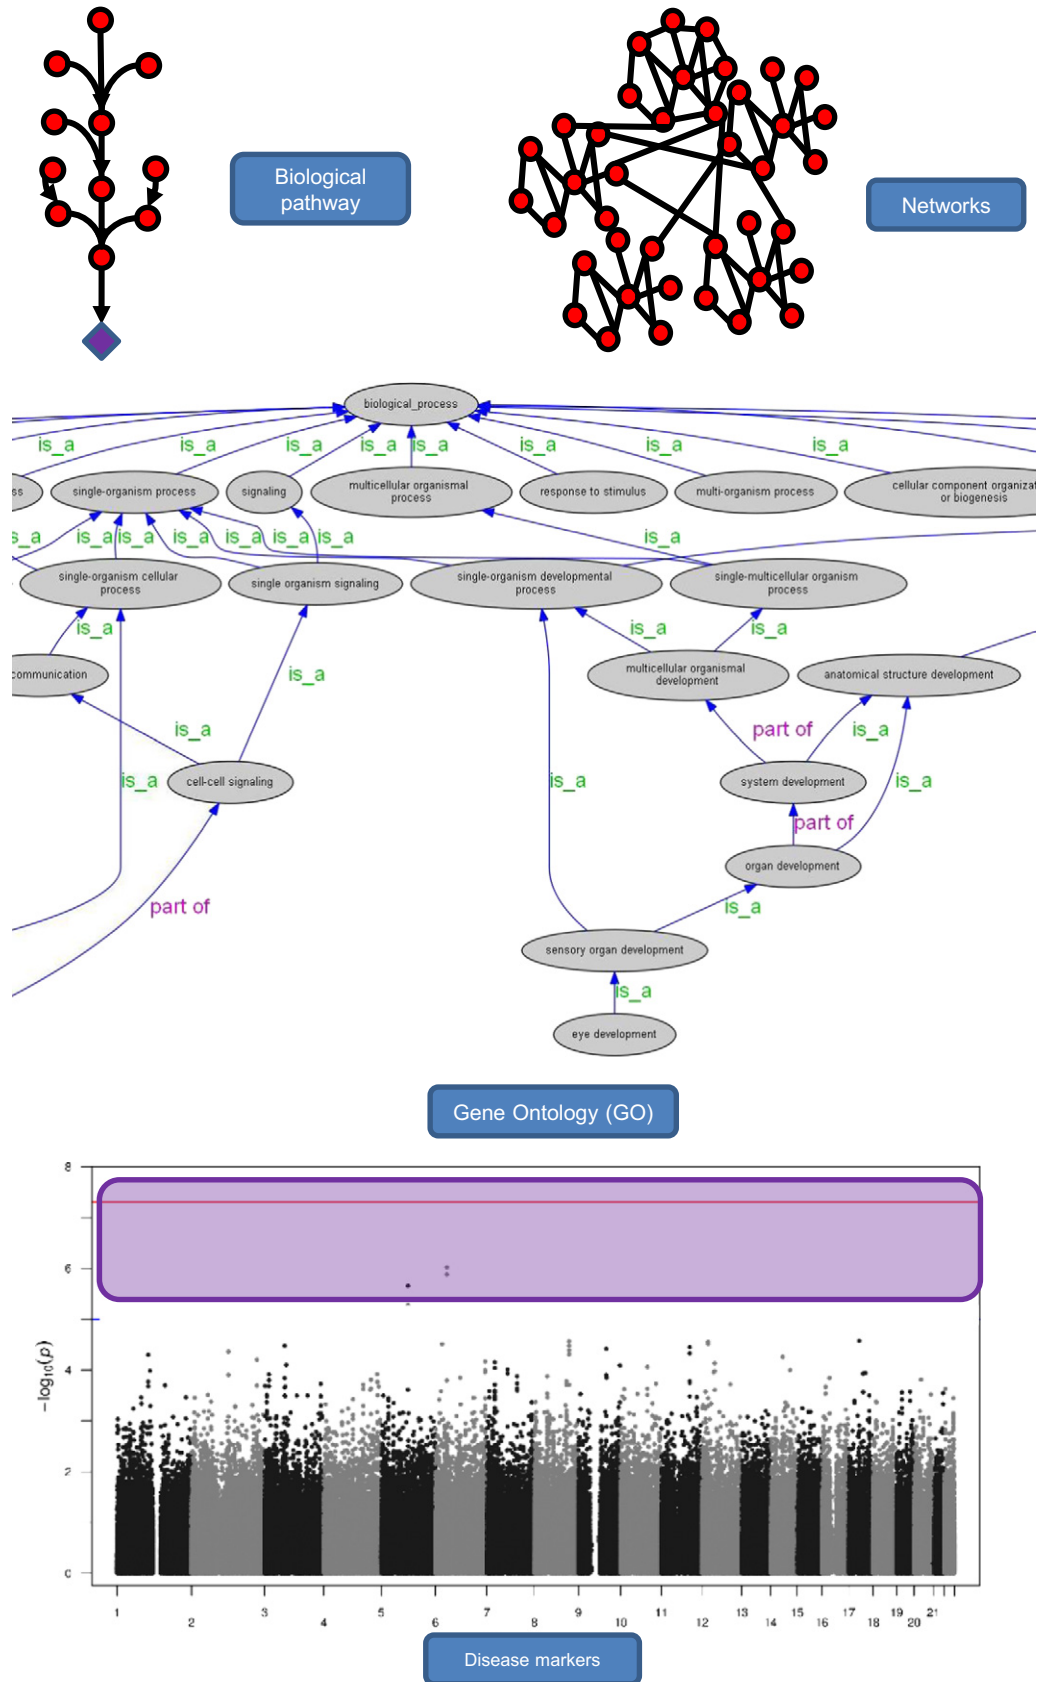 Biological
pathway
Networks
biological_process
is_a
is_a
is_a
is_a
is_a
is_a
is_a
is_a
ss
single-organism process
signaling
multicellular organismal
process
response to stimulus
multi-organism process
cellular component organizat
or biogenesis
s_a
is_a
is_a
is_a
is_a
is_a
is_a
is_a
single-organism cellular
process
single organism signaling
single-organism developmental
process
single-multicellular organism
process
is_a
is_a
is_a
communication
is_a
multicellular organismal
development
anatomical structure development
is_a
part of
is_a
is_a
cell-cell signaling
is_a
system development
is_a
part of
organ development
part of
is_a
sensory organ development
is_a
eye development
Gene Ontology (GO)
8
6
4
2
0
-log10(p)
1
2
3
4
5
6
7
8
9
10
11
12
13
14
15
16
17
18
19
20
21
Disease markers